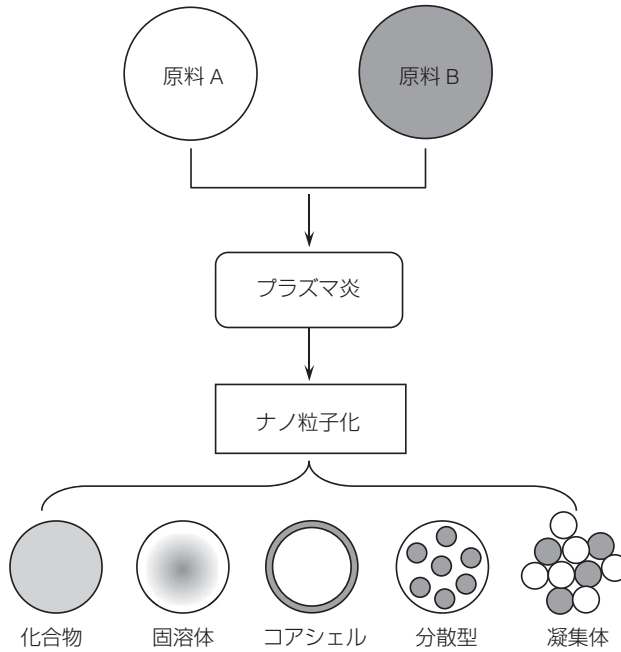 原料 A
原料 B
プラズマ炎
ナノ粒子化
化合物
固溶体
コアシェル
分散型
凝集体